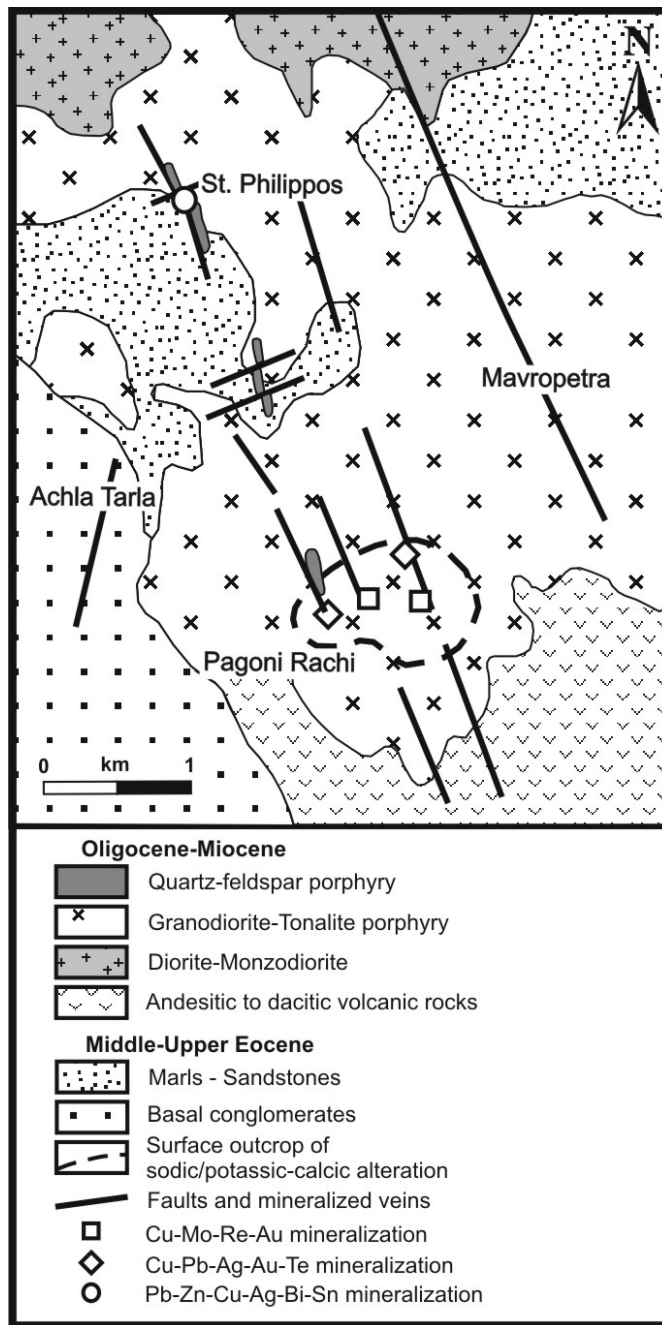 N
St. Philippos
Mavropetra
Achla Tarla
Pagoni Rachi
0 km 1
Oligocene-Miocene
Quartz-feldspar porphyry
Granodiorite-Tonalite porphyry
Diorite-Monzodiorite
Andesitic to dacitic volcanic rocks
Middle-Upper Eocene
Marls - Sandstones
Basal conglomerates
Surface outcrop of
sodic/potassic-calcic alteration
Faults and mineralized veins
Cu-Mo-Re-Au mineralization
Cu-Pb-Ag-Au-Te mineralization
Pb-Zn-Cu-Ag-Bi-Sn mineralization